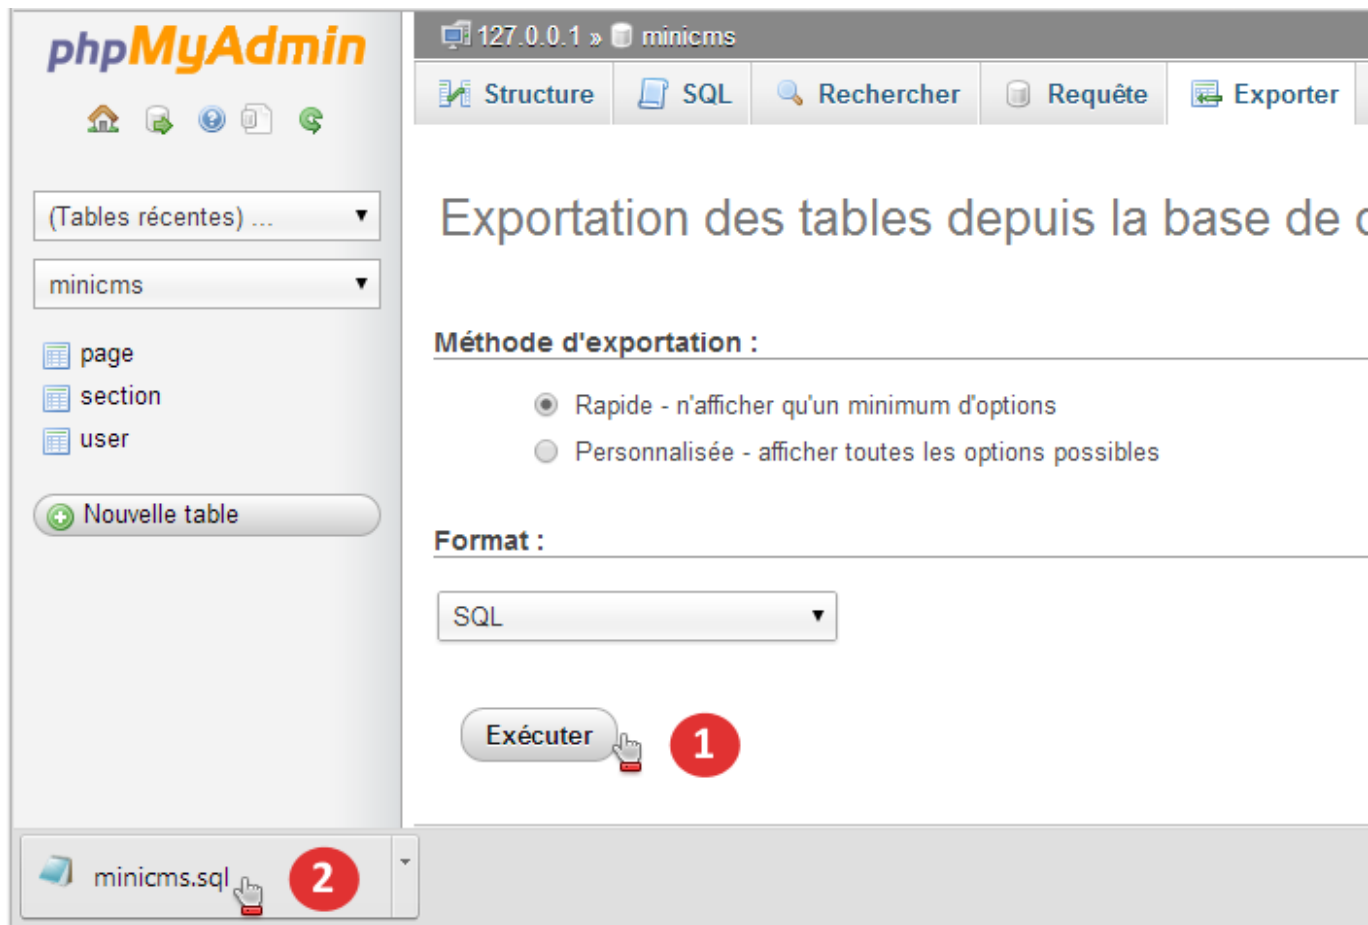 phpMyAdmin
127.0.0.1 » minicms
Structure SQL Rechercher Requête Exporter
(Tables récentes) ...
minicms
page
section
user
Nouvelle table
Exportation des tables depuis la base de
Méthode d'exportation :
Rapide - n'afficher qu'un minimum d'options
Personnalisée - afficher toutes les options possibles
Format :
SQL
Exécuter
1
minicms.sql
2